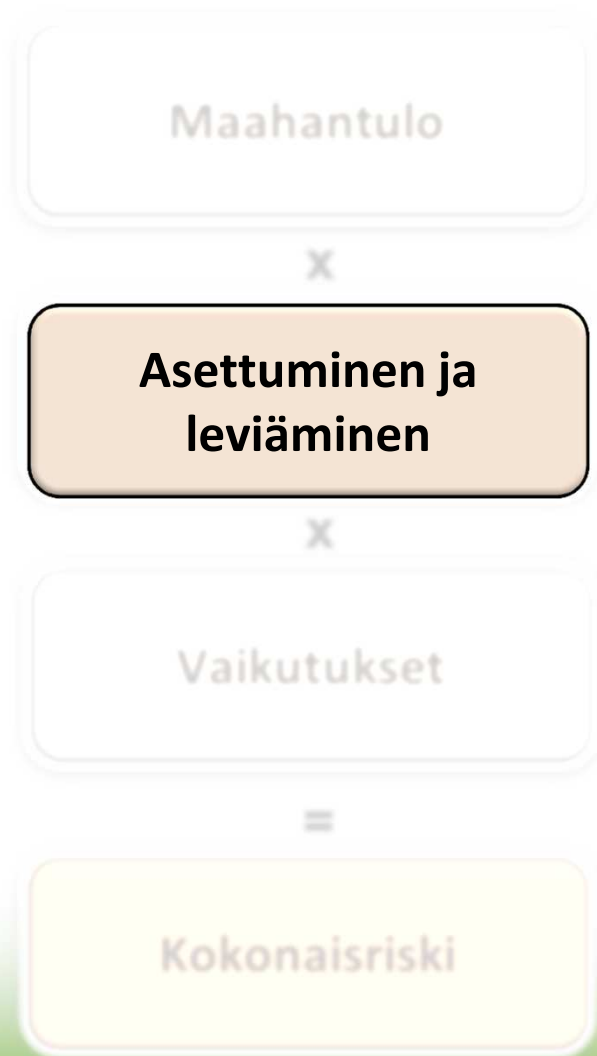 Maahantulo
x
Asettuminen ja
leviäminen
x
Vaikutukset
=
Kokonaisriski